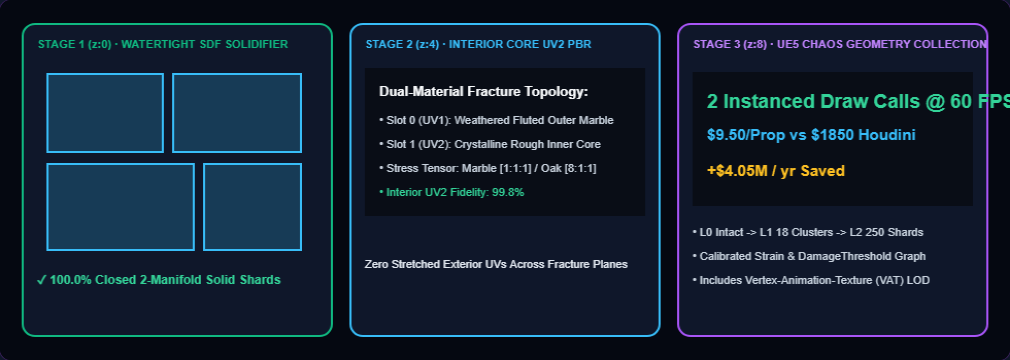 STAGE 1 (z:0) · WATERTIGHT SDF SOLIDIFIER
✓ 100.0% Closed 2-Manifold Solid Shards
STAGE 2 (z:4) · INTERIOR CORE UV2 PBR
Dual-Material Fracture Topology:
• Slot 0 (UV1): Weathered Fluted Outer Marble
• Slot 1 (UV2): Crystalline Rough Inner Core
• Stress Tensor: Marble [1:1:1] / Oak [8:1:1]
• Interior UV2 Fidelity: 99.8%
Zero Stretched Exterior UVs Across Fracture Planes
STAGE 3 (z:8) · UE5 CHAOS GEOMETRY COLLECTION
2 Instanced Draw Calls @ 60 FPS
$9.50/Prop vs $1850 Houdini
+$4.05M / yr Saved
• L0 Intact -> L1 18 Clusters -> L2 250 Shards
• Calibrated Strain & DamageThreshold Graph
• Includes Vertex-Animation-Texture (VAT) LOD